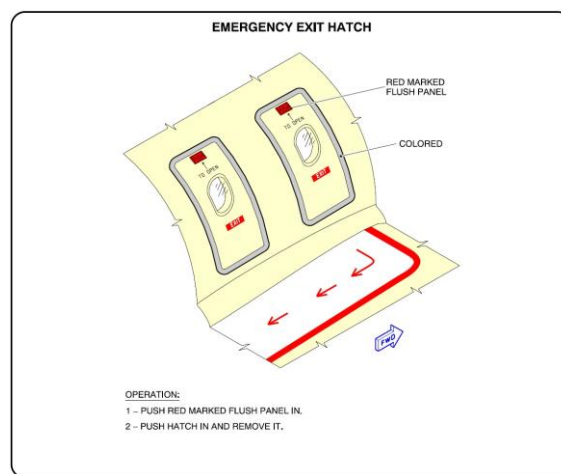 EMERGENCY EXIT HATCH
RED MARKED
FLUSH PANEL
COLORED
TO OPEN
EXIT
TO OPEN
EXIT
FWD
OPERATION:
1 – PUSH RED MARKED FLUSH PANEL IN.
2 – PUSH HATCH IN AND REMOVE IT.